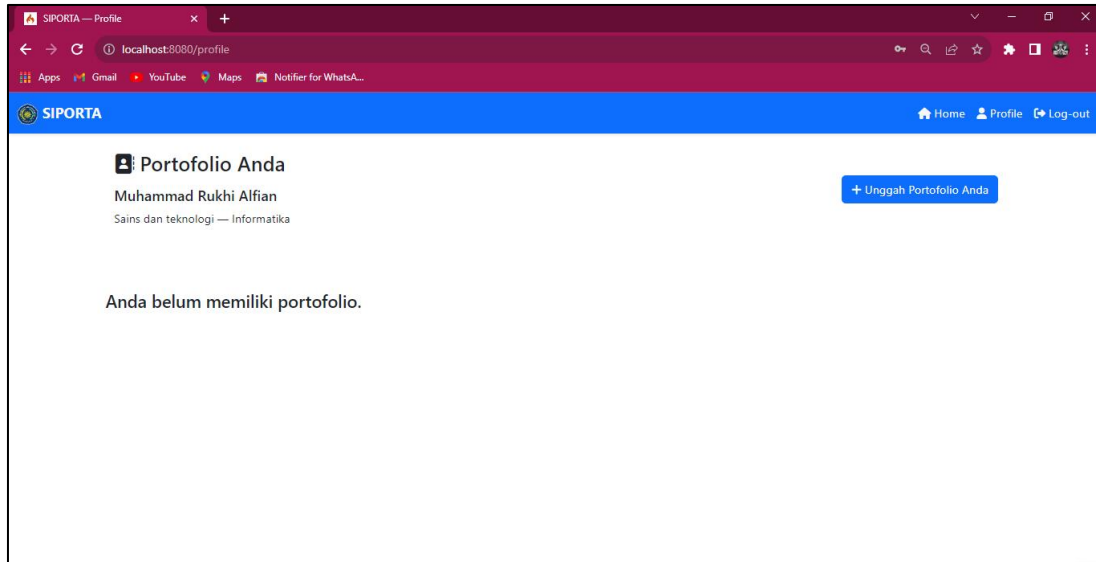 SIPORTA — Profile
localhost:8080/profile
Apps Gmail YouTube Maps Notifier for WhatsA...
SIPORTA Home Profile Log-out
Portofolio Anda
Muhammad Rukhi Alfian
+ Unggah Portofolio Anda
Sains dan teknologi — Informatika
Anda belum memiliki portofolio.